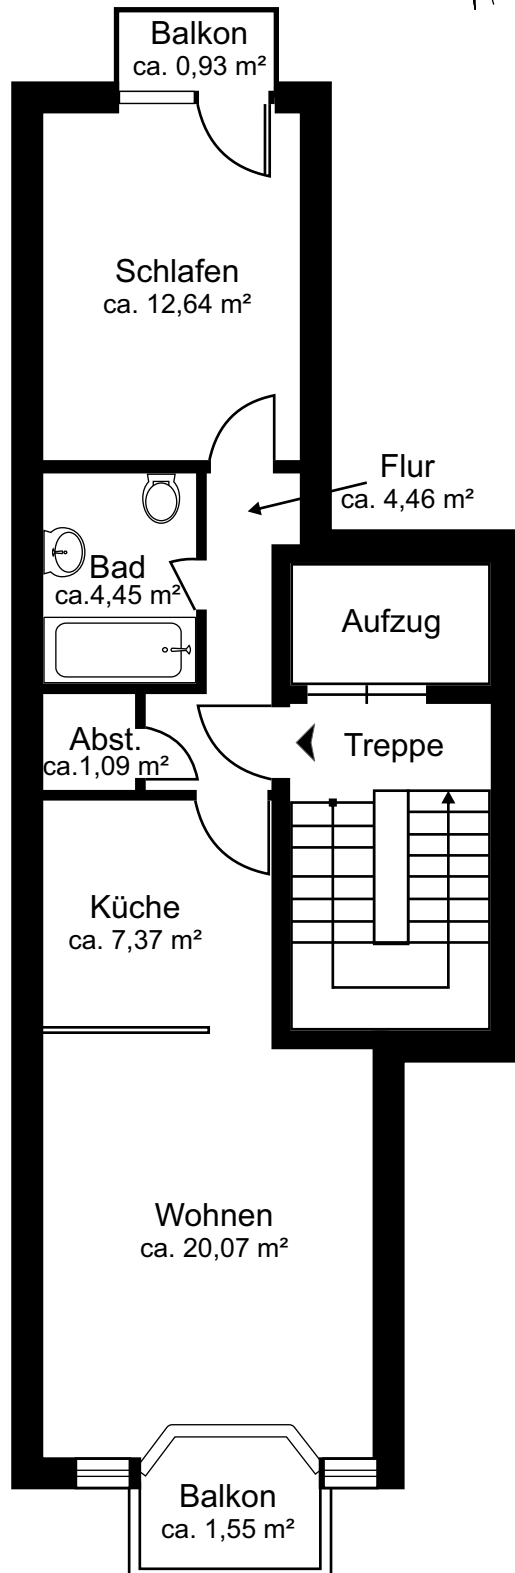 Balkon
ca. 0,93 m²
Schlafen
ca. 12,64 m²
Flur
ca. 4,46 m²
Bad
ca.4,45 m²
Aufzug
Abst.
ca.1,09 m²
Treppe
Küche
ca. 7,37 m²
Wohnen
ca. 20,07 m²
Balkon
ca. 1,55 m²